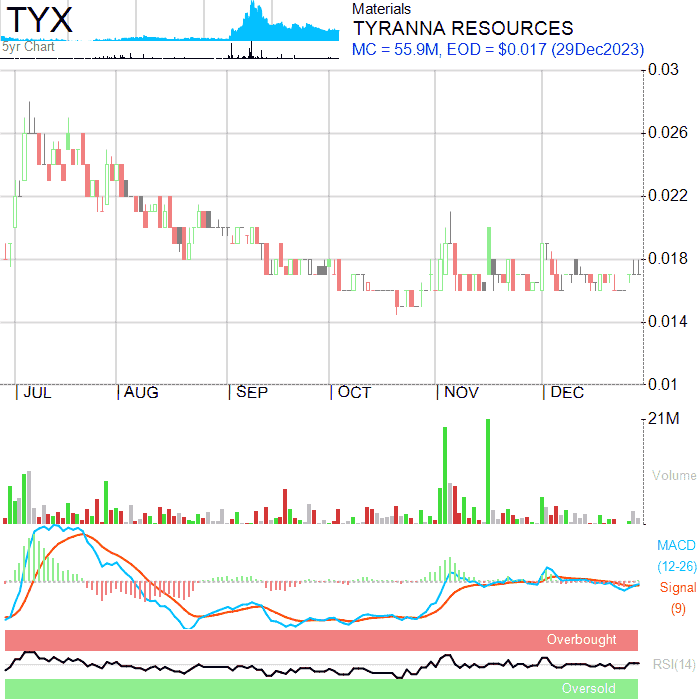 TYX
5yr Chart
Materials
TYRANNA RESOURCES
MC = 55.9M, EOD = $0.017 (29Dec2023)
0.03
0.026
0.022
0.018
0.014
0.01
JUL AUG SEP OCT NOV DEC
21M
Volume
MACD
(12-26)
Signal
(9)
Overbought
RSI(14)
Oversold